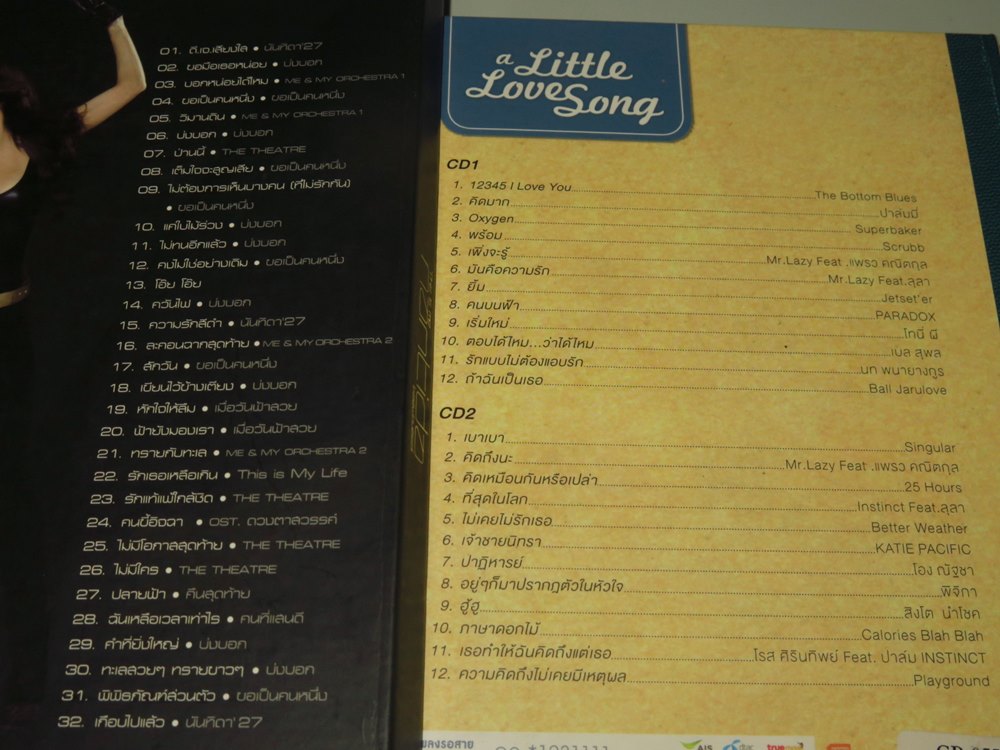 01. ดี.เจ.เสียงใส • นันทิดา'27
02. ขอมือเธอหน่อย • บ่งบอก
03. บอกหน่อยได้ไหม • ME & MY ORCHESTRA 1
04. ขอเป็นคนหนึ่ง • ขอเป็นคนหนึ่ง
05. วิมานดิน • ME & MY ORCHESTRA 1
06. บ่งบอก • บ่งบอก
07. ป่านนี้ • THE THEATRE
08. เต็มใจจะสูญเสีย • ขอเป็นคนหนึ่ง
09. ไม่ต้องการเห็นบางคน (ที่ไม่รักกัน)
• ขอเป็นคนหนึ่ง
10. แค่ใบไม้ร่วง • บ่งบอก
11. ไม่ทนอีกแล้ว • บ่งบอก
12. คงไม่ใช่อย่างเดิม • ขอเป็นคนหนึ่ง
13. โอ๊ย โอ๊ย
14. ควันไฟ • บ่งบอก
15. ความรักสีดำ • นันทิดา'27
16. ละคอนฉากสุดท้าย • ME & MY ORCHESTRA 2
17. สักวัน • บ่งบอก
18. เขียนไว้ข้างเตียง • บ่งบอก
19. หักใจให้ลืม • เมื่อวันฟ้าสวย
20. ฟ้ายังมองเรา • เมื่อวันฟ้าสวย
21. ทรายกับทะเล • ME & MY ORCHESTRA 2
22. รักเธอเหลือเกิน • This is My Life
23. รักแท้แพ้ใกล้ชิด • THE THEATRE
24. คนขี้อิจฉา • OST. ดวงตาสวรรค์
25. ไม่มีโอกาสสุดท้าย • THE THEATRE
26. ไม่มีใคร • THE THEATRE
27. ปลายฟ้า • คืนสุดท้าย
28. ฉันเหลือเวลาเท่าไร • คนที่แสนดี
29. คำที่ยิ่งใหญ่ • บ่งบอก
30. ทะเลสวยๆ ทรายขาวๆ • บ่งบอก
31. พิพิธภัณฑ์ส่วนตัว • ขอเป็นคนหนึ่ง
32. เกือบไปแล้ว • นันทิดา'27
a Little
Love Song
CD1
1. 12345 I Love You The Bottom Blues
2. คิดมาก ปาล์มมี่
3. Oxygen Superbaker
4. พร้อม Scrubb
5. เพิ่งจะรู้ Mr.Lazy Feat .แพรว คณิตกุล
6. มันคือความรัก Mr.Lazy Feat.ลุลา
7. ยิ้ม Jetset'er
8. คนบนฟ้า PARADOX
9. เริ่มใหม่ โทนี่ ผี
10. ตอบได้ไหม...ว่าได้ไหม เบล สุพล
11. รักแบบไม่ต้องแอบรัก นท พนายางกูร
12. ถ้าฉันเป็นเธอ Ball Jarulove
CD2
1. เบาเบา Singular
2. คิดถึงนะ Mr.Lazy Feat .แพรว คณิตกุล
3. คิดเหมือนกันหรือเปล่า 25 Hours
4. ที่สุดในโลก Instinct Feat.ลุลา
5. ไม่เคยไม่รักเธอ Better Weather
6. เจ้าชายนิทรา KATIE PACIFIC
7. ปาฏิหารย์ โอง ณัฐชา
8. อยู่ๆก็มาปรากฏตัวในหัวใจ พิจิกา
9. ฮู้ฮู สิงโต นำโชค
10. ภาษาดอกไม้ Calories Blah Blah
11. เธอทำให้ฉันคิดถึงแต่เธอ โรส ศิรินทิพย์ Feat. ปาล์ม INSTINCT
12. ความคิดถึงไม่เคยมีเหตุผล Playground
AIS